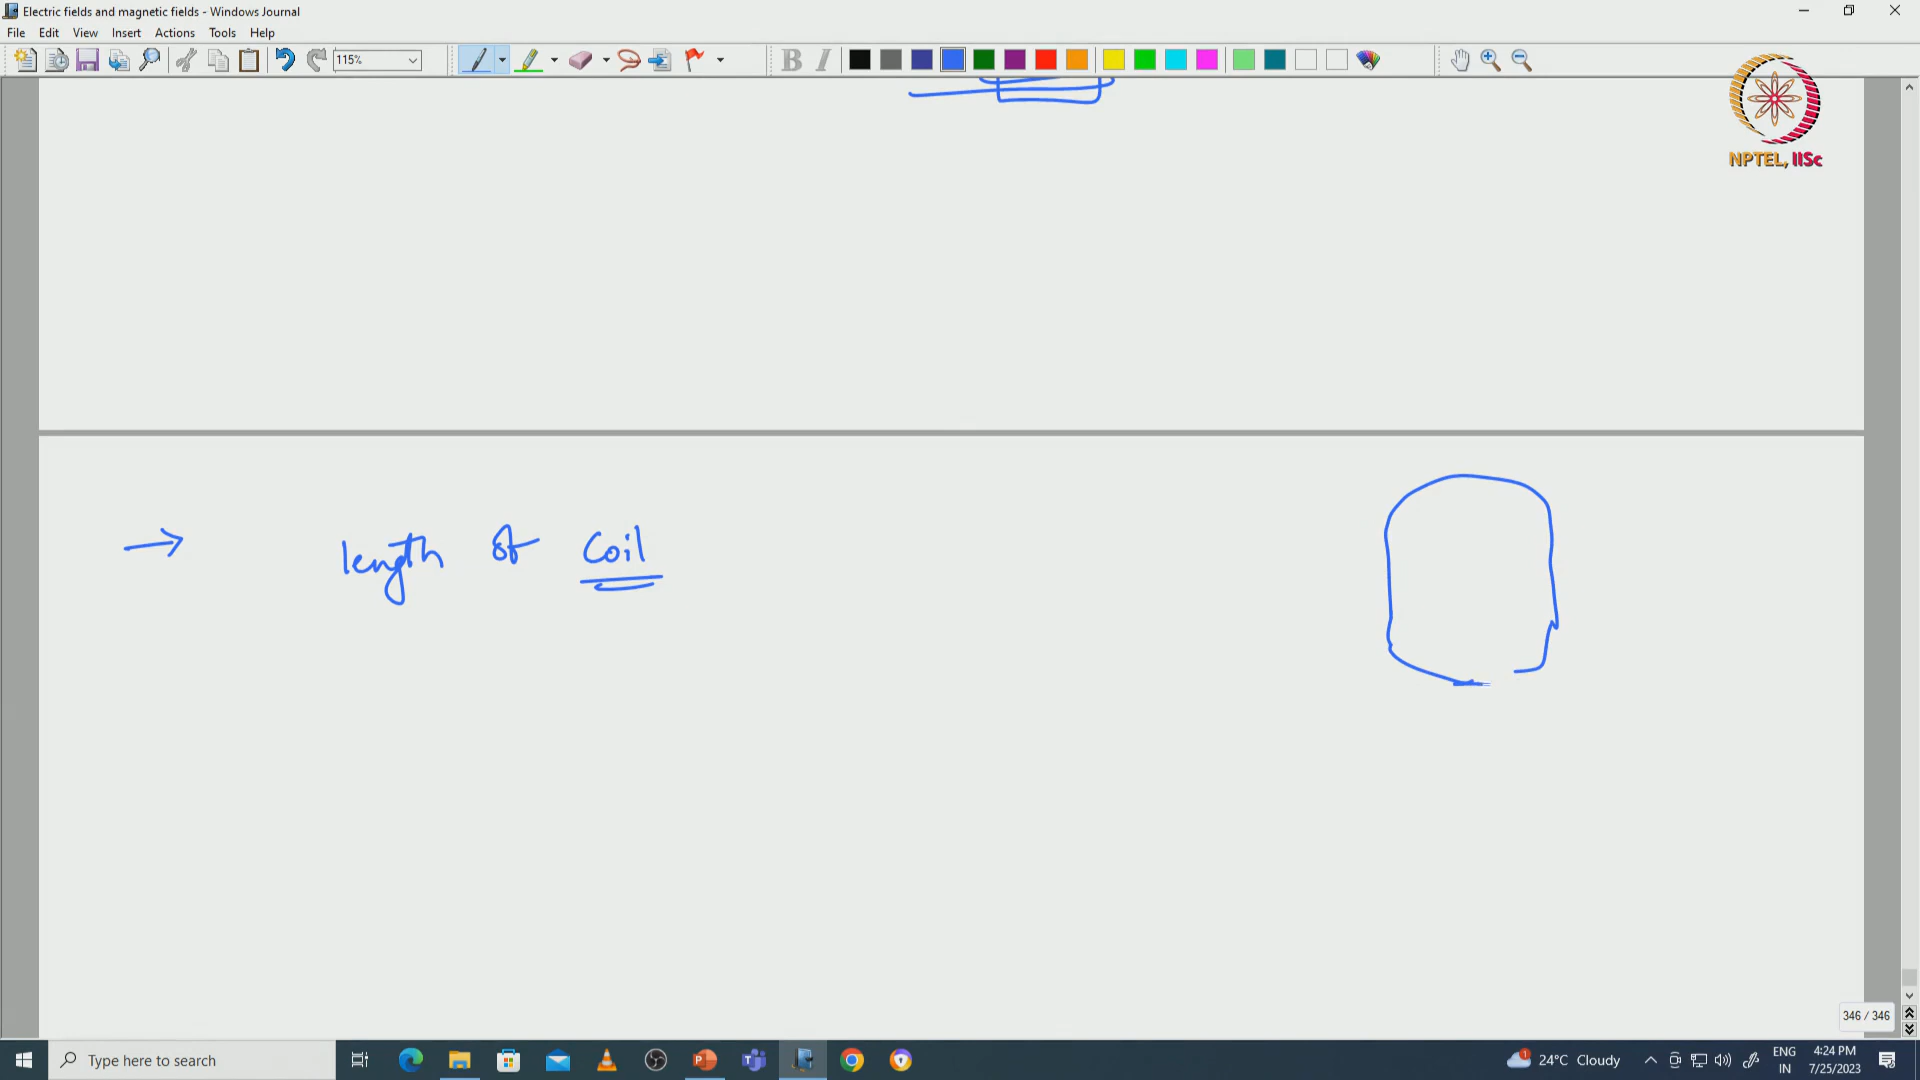 Electric fields and magnetic fields - Windows Journal
File Edit View Insert Actions Tools Help
115%
B I
NPTEL, IISc
→ length of coil
346 / 346
Type here to search
24°C Cloudy
ENG
IN
4:24 PM
7/25/2023
1